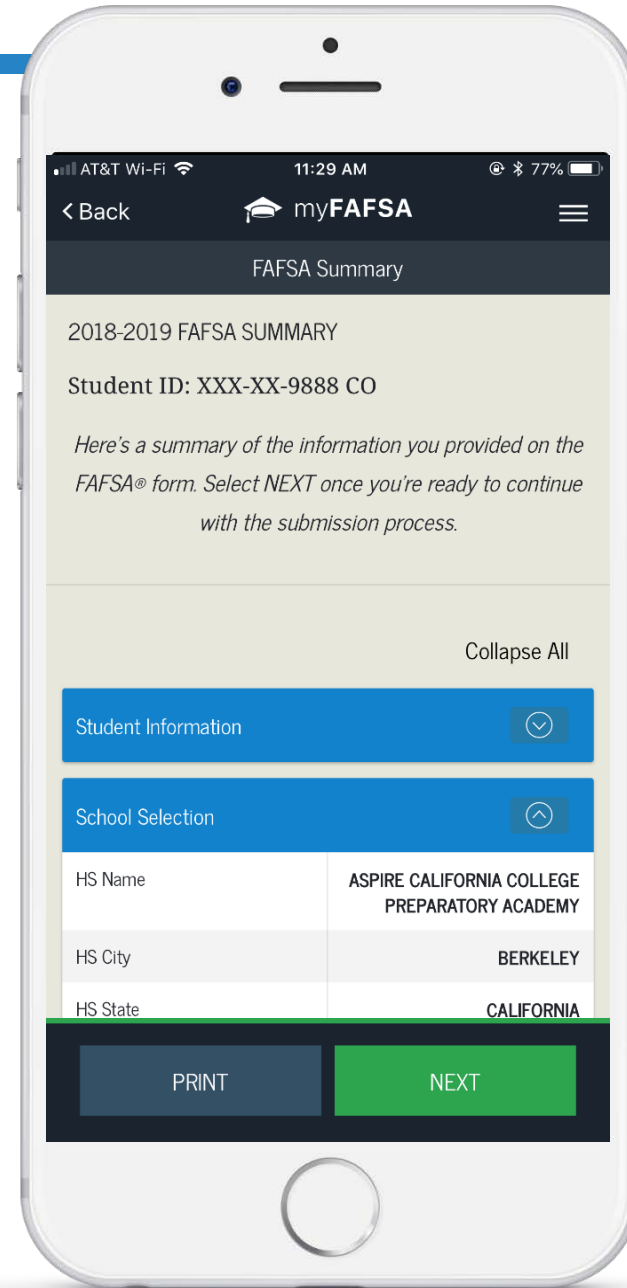 AT&T Wi-Fi 11:29 AM 77%
Back myFAFSA
FAFSA Summary
2018-2019 FAFSA SUMMARY
Student ID: XXX-XX-9888 CO
Here's a summary of the information you provided on the
FAFSA® form. Select NEXT once you're ready to continue
with the submission process.
Collapse All
Student Information
School Selection
HS Name ASPIRE CALIFORNIA COLLEGE
PREPARATORY ACADEMY
HS City BERKELEY
HS State CALIFORNIA
PRINT NEXT